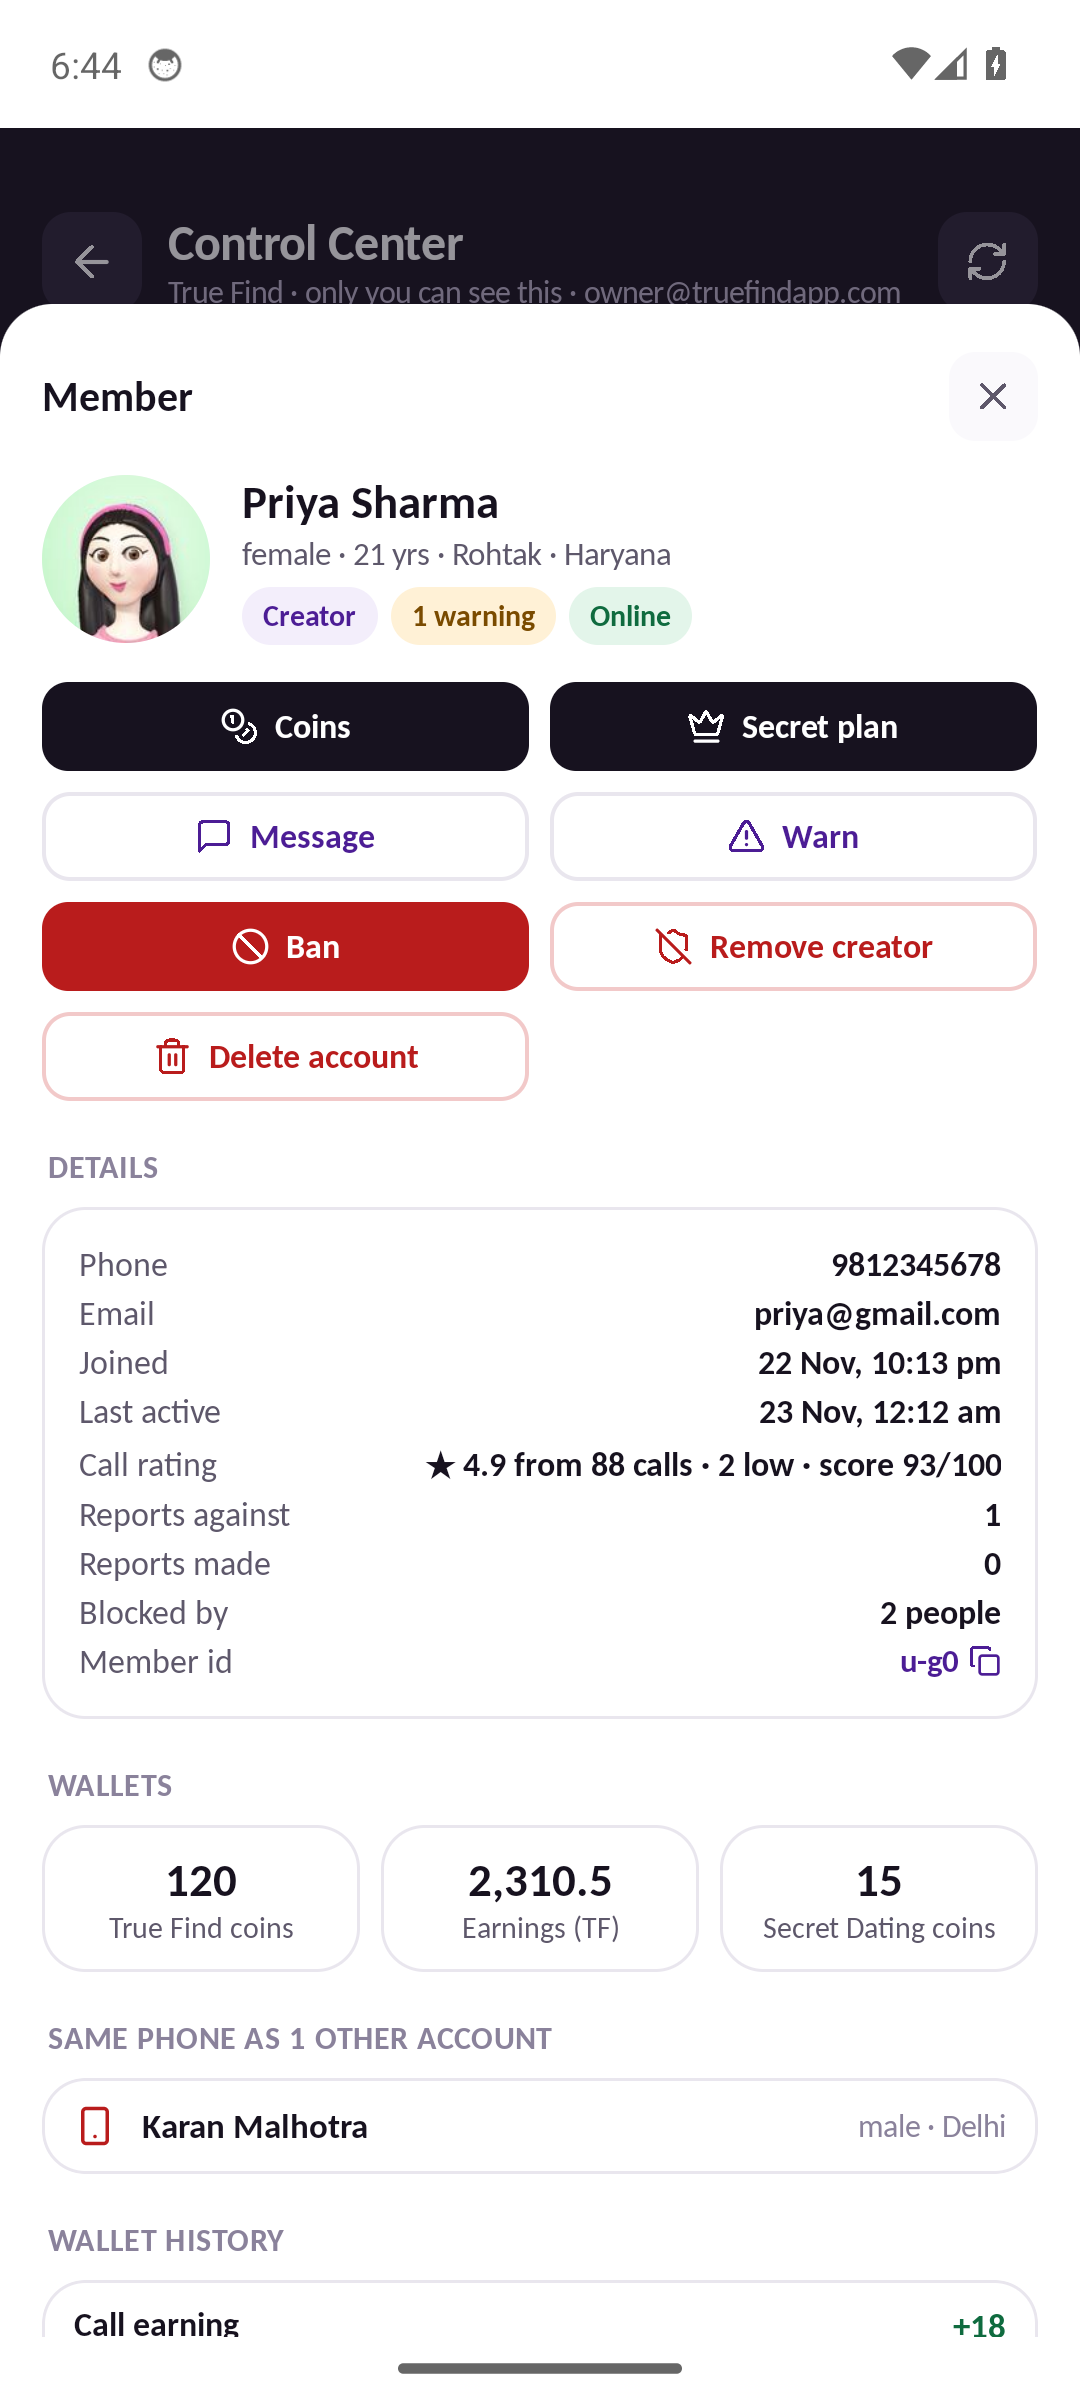 6:44
Control Center
True Find · only you can see this · owner@truefindapp.com
Member
Priya Sharma
female · 21 yrs · Rohtak · Haryana
Creator
1 warning
Online
Coins
Secret plan
Message
Warn
Ban
Remove creator
Delete account
DETAILS
Phone 9812345678
Email priya@gmail.com
Joined 22 Nov, 10:13 pm
Last active 23 Nov, 12:12 am
Call rating ★ 4.9 from 88 calls · 2 low · score 93/100
Reports against 1
Reports made 0
Blocked by 2 people
Member id u-g0
WALLETS
120
True Find coins
2,310.5
Earnings (TF)
15
Secret Dating coins
SAME PHONE AS 1 OTHER ACCOUNT
Karan Malhotra male · Delhi
WALLET HISTORY
Call earning +18